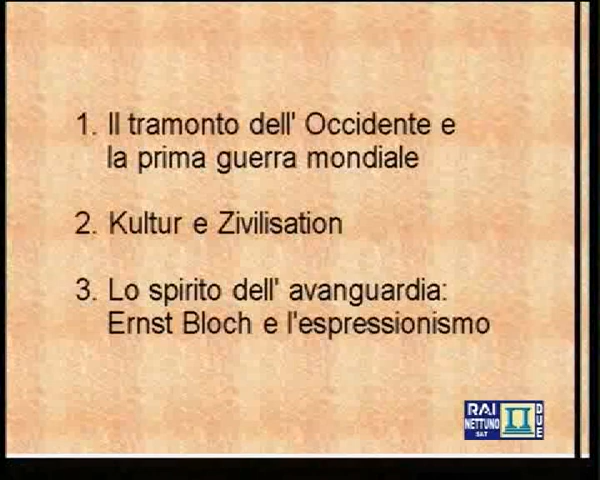 1. Il tramonto dell' Occidente e
la prima guerra mondiale
2. Kultur e Zivilisation
3. Lo spirito dell' avanguardia:
Ernst Bloch e l'espressionismo
RAI
NETTUNO
SAT
DUE